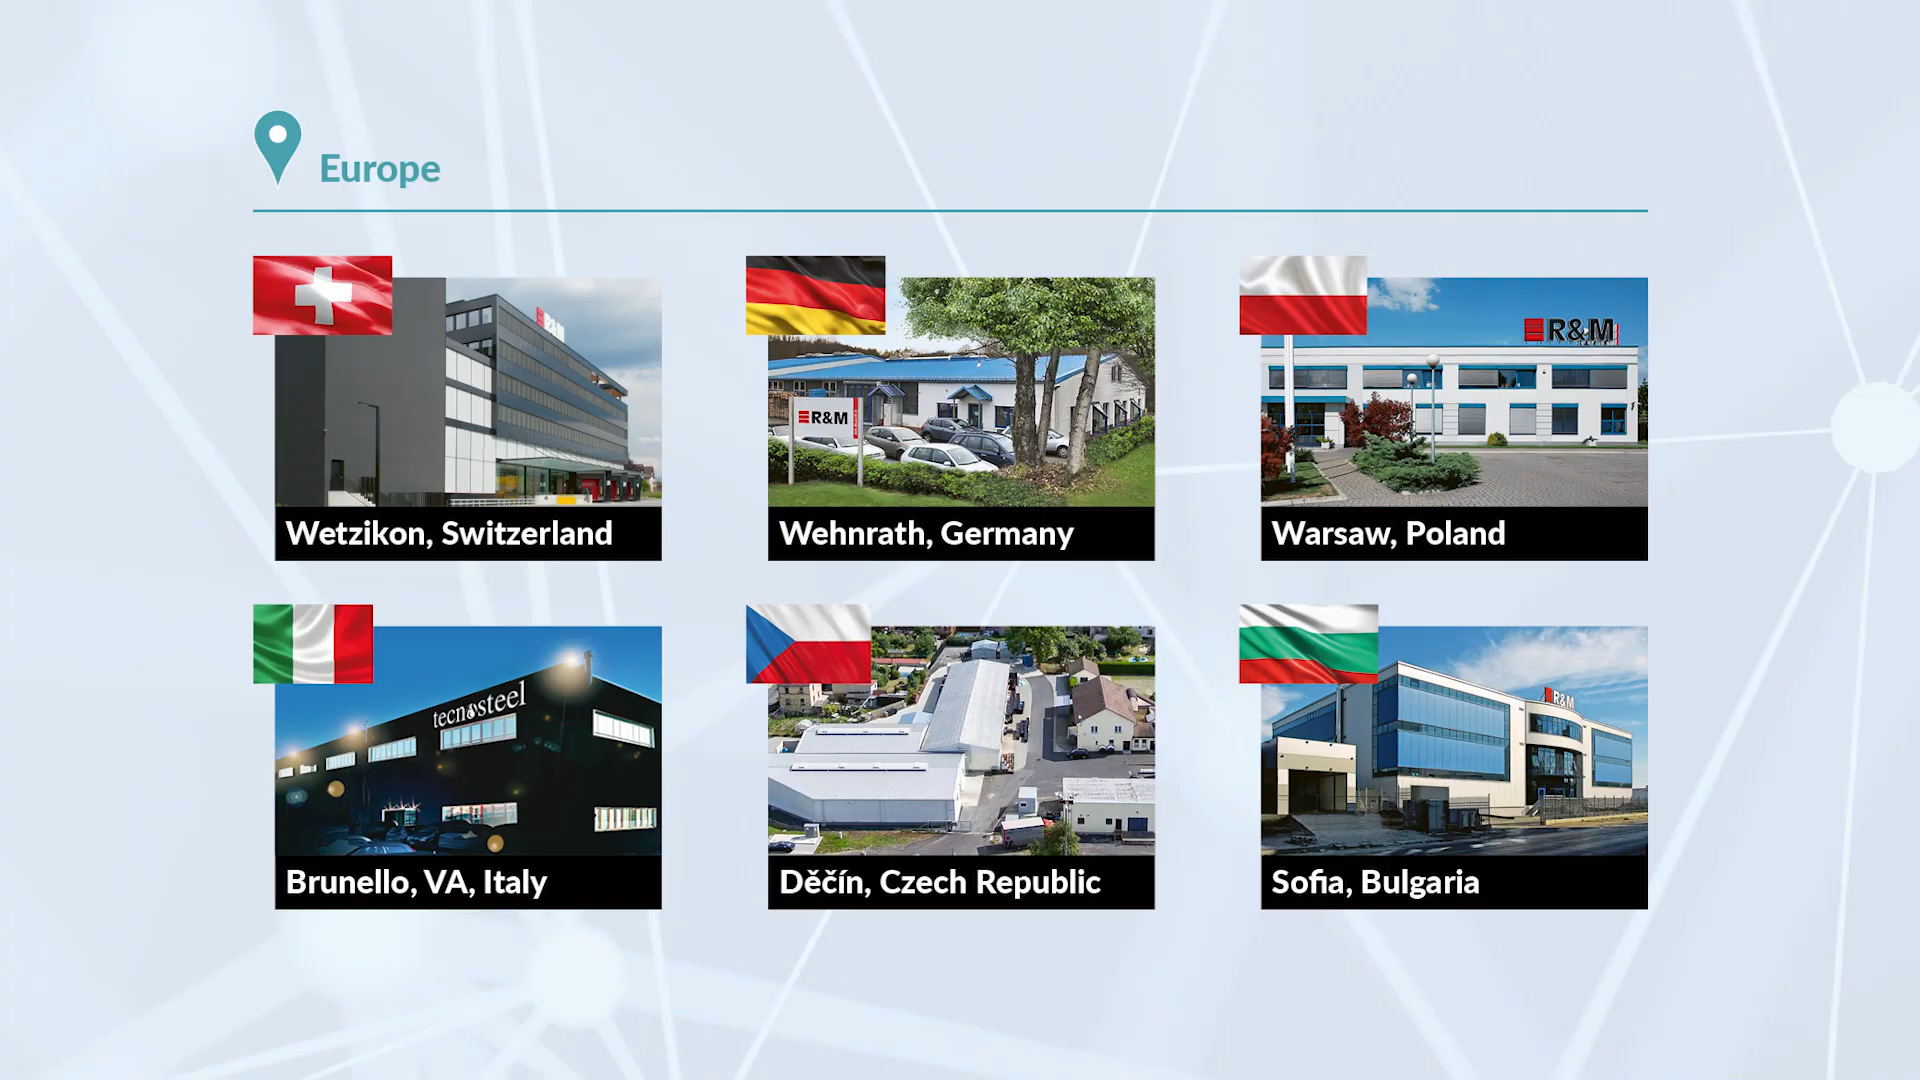 Europe
R&M
Wetzikon, Switzerland
R&M
Wehnrath, Germany
R&M
Warsaw, Poland
tecnosteel
Brunello, VA, Italy
Děčín, Czech Republic
R&M
Sofia, Bulgaria